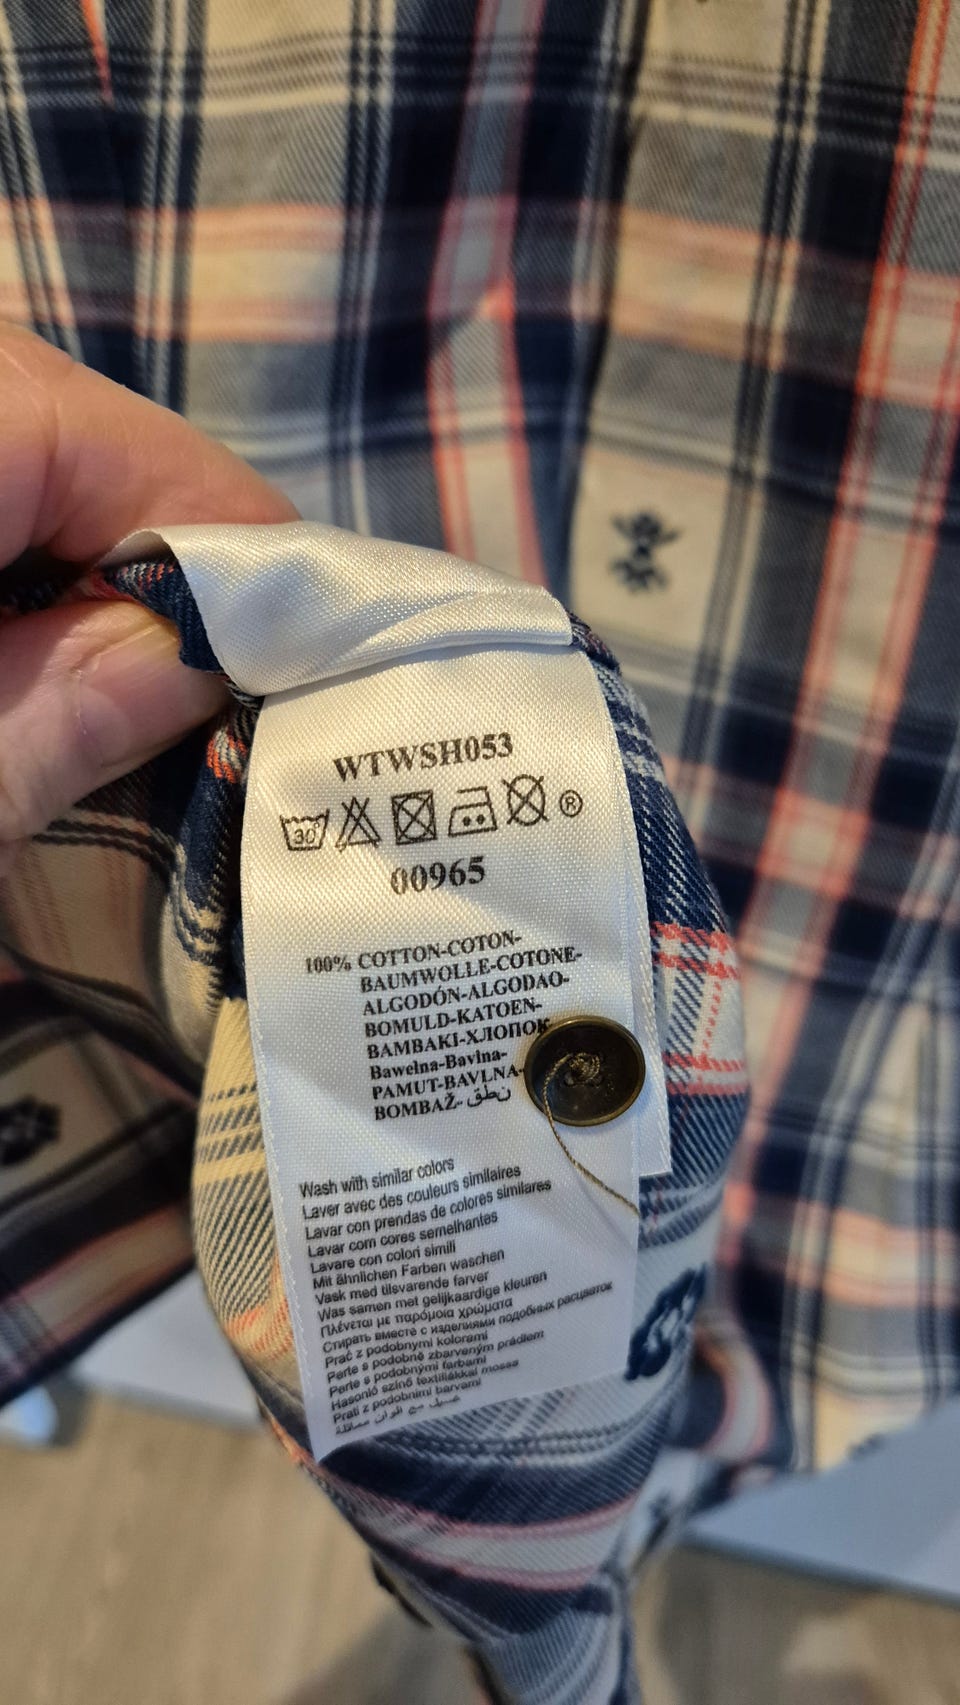 WTWSH053
30° ®
00965
100% COTTON-COTON-
BAUMWOLLE-COTONE-
ALGODÓN-ALGODAO-
BOMULD-KATOEN-
BAMBAKI-ХЛОПОК
Bawelna-Bavlna-
PAMUT-BAVLNA-
BOMBAŽ- نطق
Wash with similar colors
Laver avec des couleurs similaires
Lavar con prendas de colores similares
Lavar com cores semelhantes
Lavare con colori simili
Mit ähnlichen Farben waschen
Vask med tilsvarende farver
Was samen met gelijkaardige kleuren
Πλένεται με παρόμοια χρώματα
Стирать вместе с изделиями подобных расцветок
Prać z podobnymi kolorami
Perte s podobně zbarveným prádlem
Perte s podobnými farbami
Hasonló színő textiliákkal mossa
Prati z podobnimi barvami